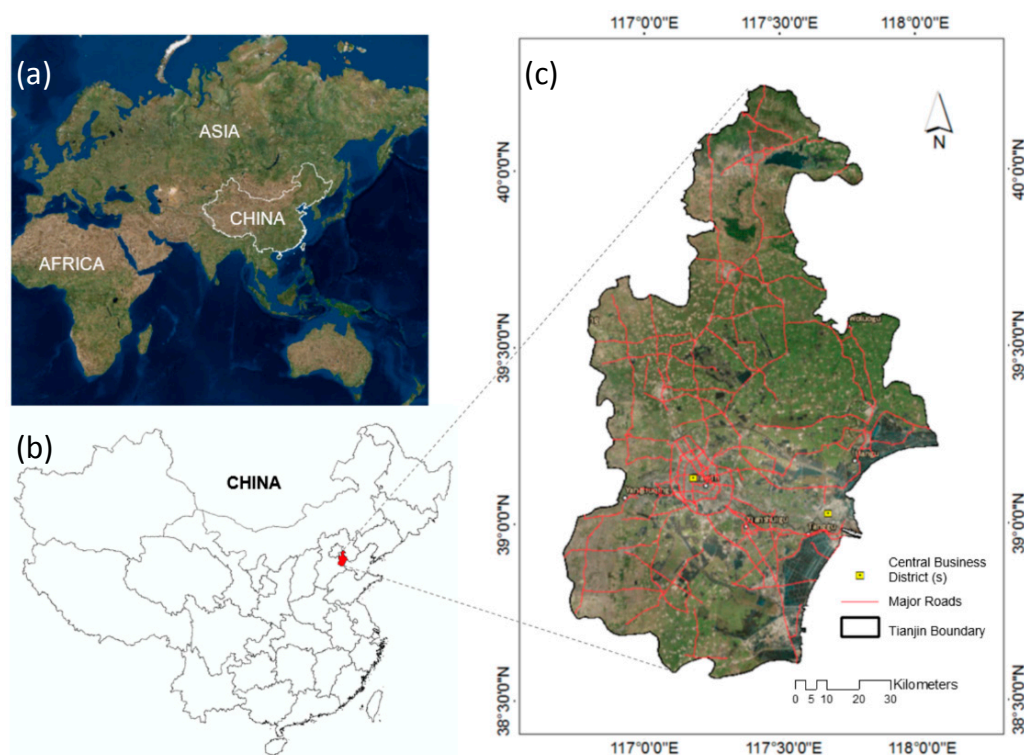 (a)
ASIA
CHINA
AFRICA
(b)
CHINA
(c)
117°0'0"E 117°30'0"E 118°0'0"E
N
40°0'0"N
40°0'0"N
39°30'0"N
39°30'0"N
39°0'0"N
39°0'0"N
38°30'0"N
38°30'0"N
Central Business
District (s)
Major Roads
Tianjin Boundary
Kilometers
0 5 10 20 30
117°0'0"E 117°30'0"E 118°0'0"E